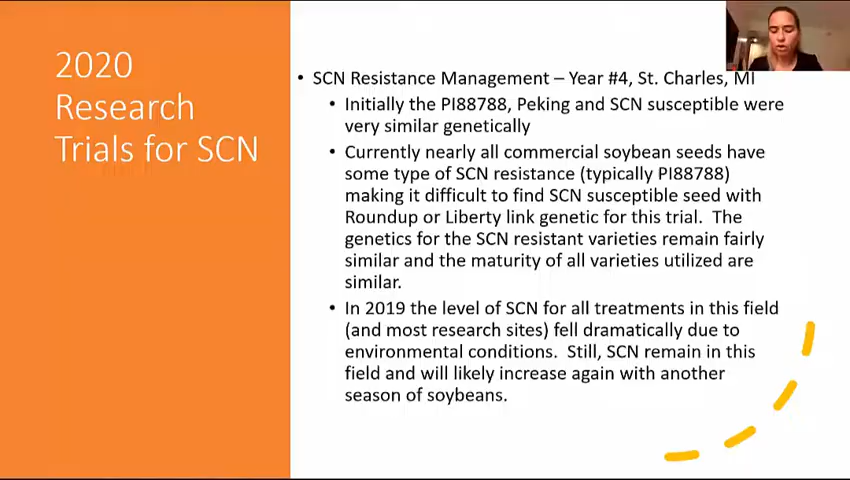 2020
Research
Trials for SCN
• SCN Resistance Management – Year #4, St. Charles, MI
• Initially the PI88788, Peking and SCN susceptible were
very similar genetically
• Currently nearly all commercial soybean seeds have
some type of SCN resistance (typically PI88788)
making it difficult to find SCN susceptible seed with
Roundup or Liberty link genetic for this trial. The
genetics for the SCN resistant varieties remain fairly
similar and the maturity of all varieties utilized are
similar.
• In 2019 the level of SCN for all treatments in this field
(and most research sites) fell dramatically due to
environmental conditions. Still, SCN remain in this
field and will likely increase again with another
season of soybeans.